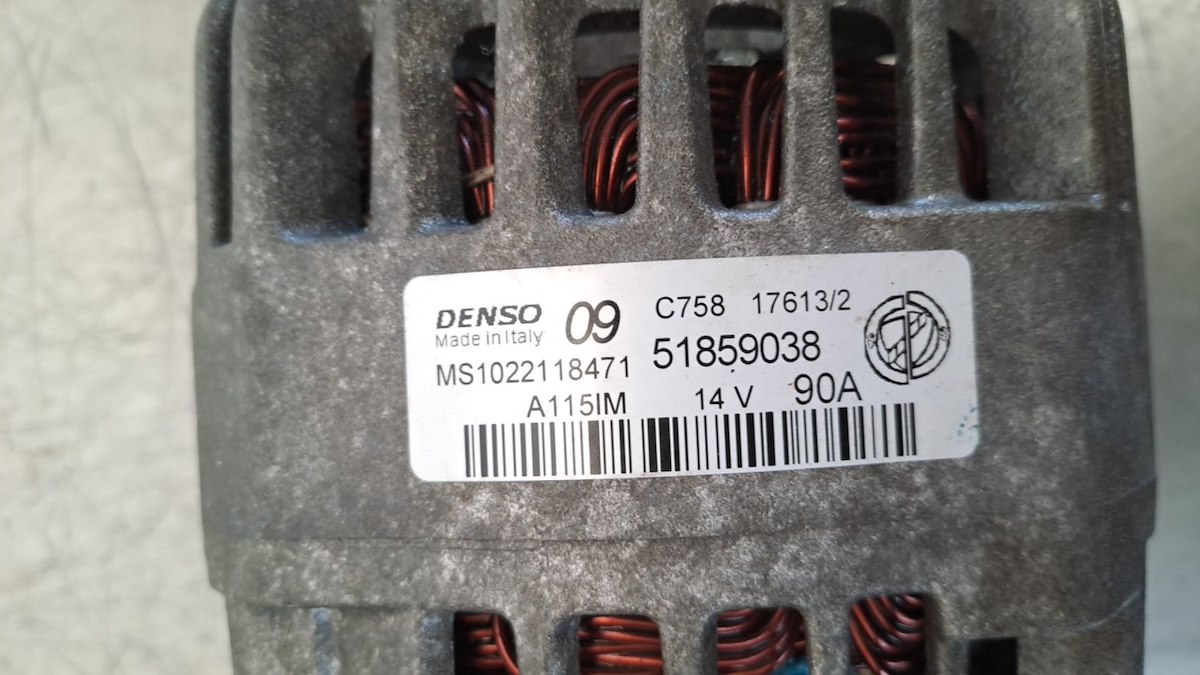 DENSO 09 C758 17613/2
Made in Italy
MS1022118471 51859038
A115IM 14 V 90A